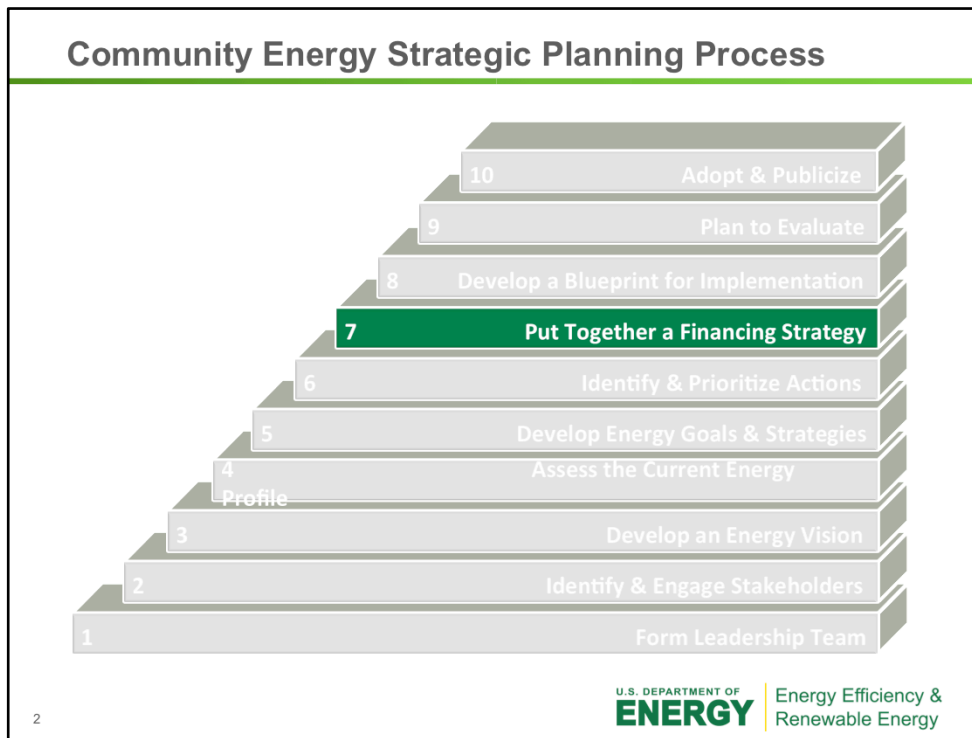 Community Energy Strategic Planning Process
10 Adopt & Publicize
9 Plan to Evaluate
8 Develop a Blueprint for Implementation
7 Put Together a Financing Strategy
6 Identify & Prioritize Actions
5 Develop Energy Goals & Strategies
4 Assess the Current Energy
Profile
3 Develop an Energy Vision
2 Identify & Engage Stakeholders
1 Form Leadership Team
2
U.S. DEPARTMENT OF
ENERGY
Energy Efficiency &
Renewable Energy